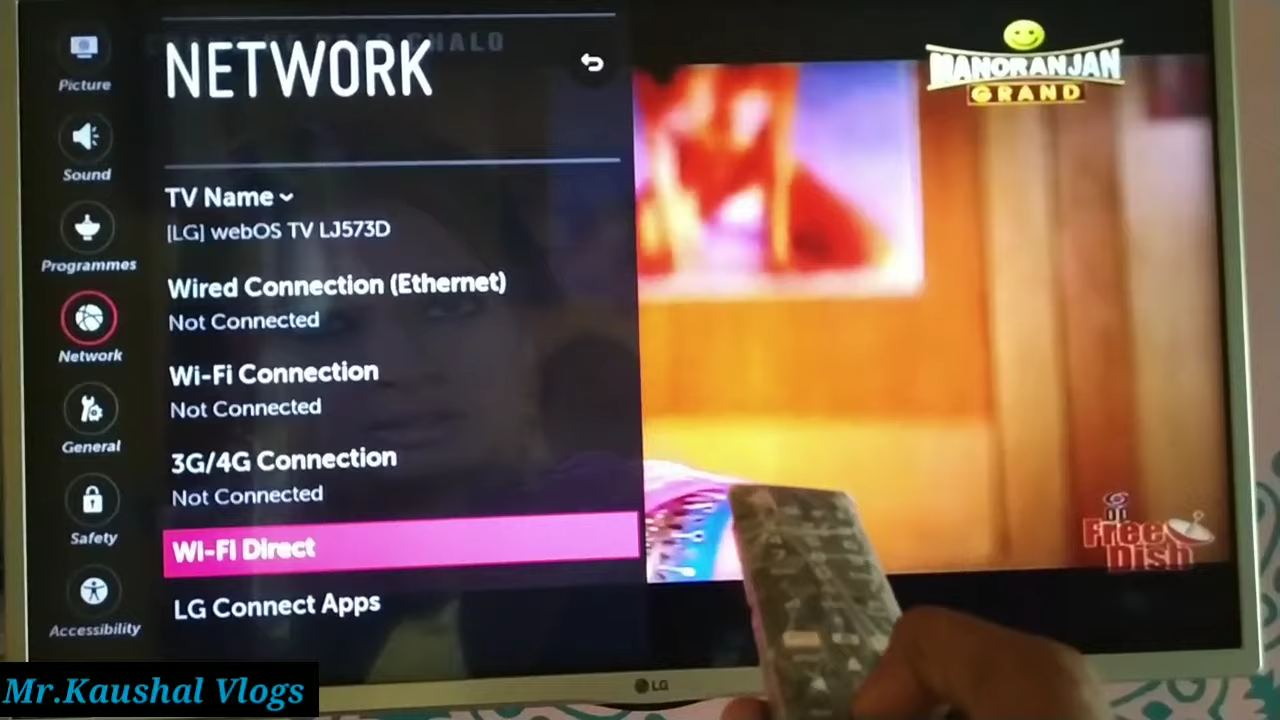 Picture
Sound
Programmes
Network
General
Safety
Accessibility
CHALO
NETWORK
TV Name
[LG] webOS TV LJ573D
Wired Connection (Ethernet)
Not Connected
Wi-Fi Connection
Not Connected
3G/4G Connection
Not Connected
Wi-Fi Direct
LG Connect Apps
MANORANJAN
GRAND
DD
Free
Dish
LG
Mr.Kaushal Vlogs